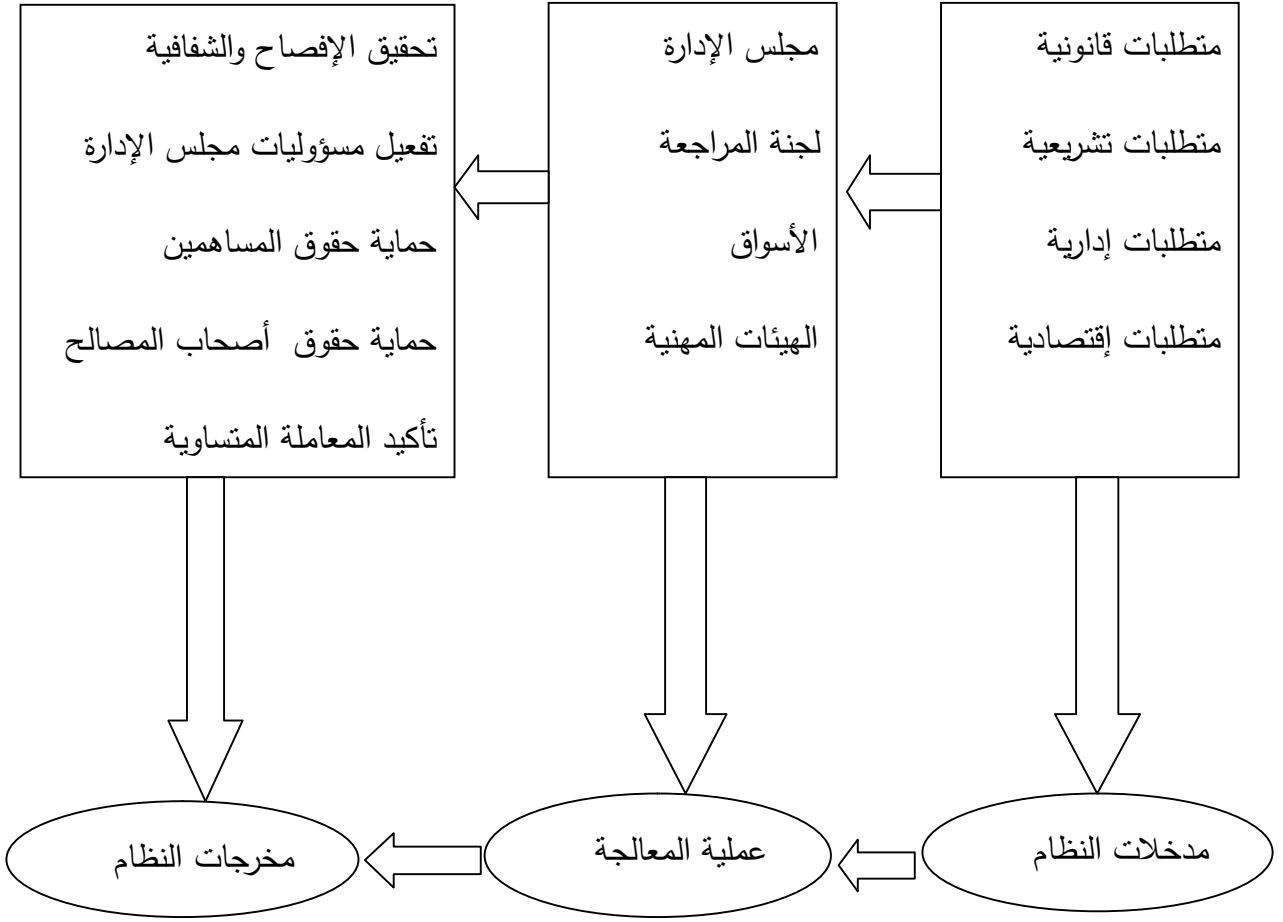 متطلبات قانونية
متطلبات تشريعية
متطلبات إدارية
متطلبات إقتصادية
مجلس الإدارة
لجنة المراجعة
الأسواق
الهيئات المهنية
تحقيق الإفصاح والشفافية
تفعيل مسؤوليات مجلس الإدارة
حماية حقوق المساهمين
حماية حقوق أصحاب المصالح
تأكيد المعاملة المتساوية
مدخلات النظام
عملية المعالجة
مخرجات النظام